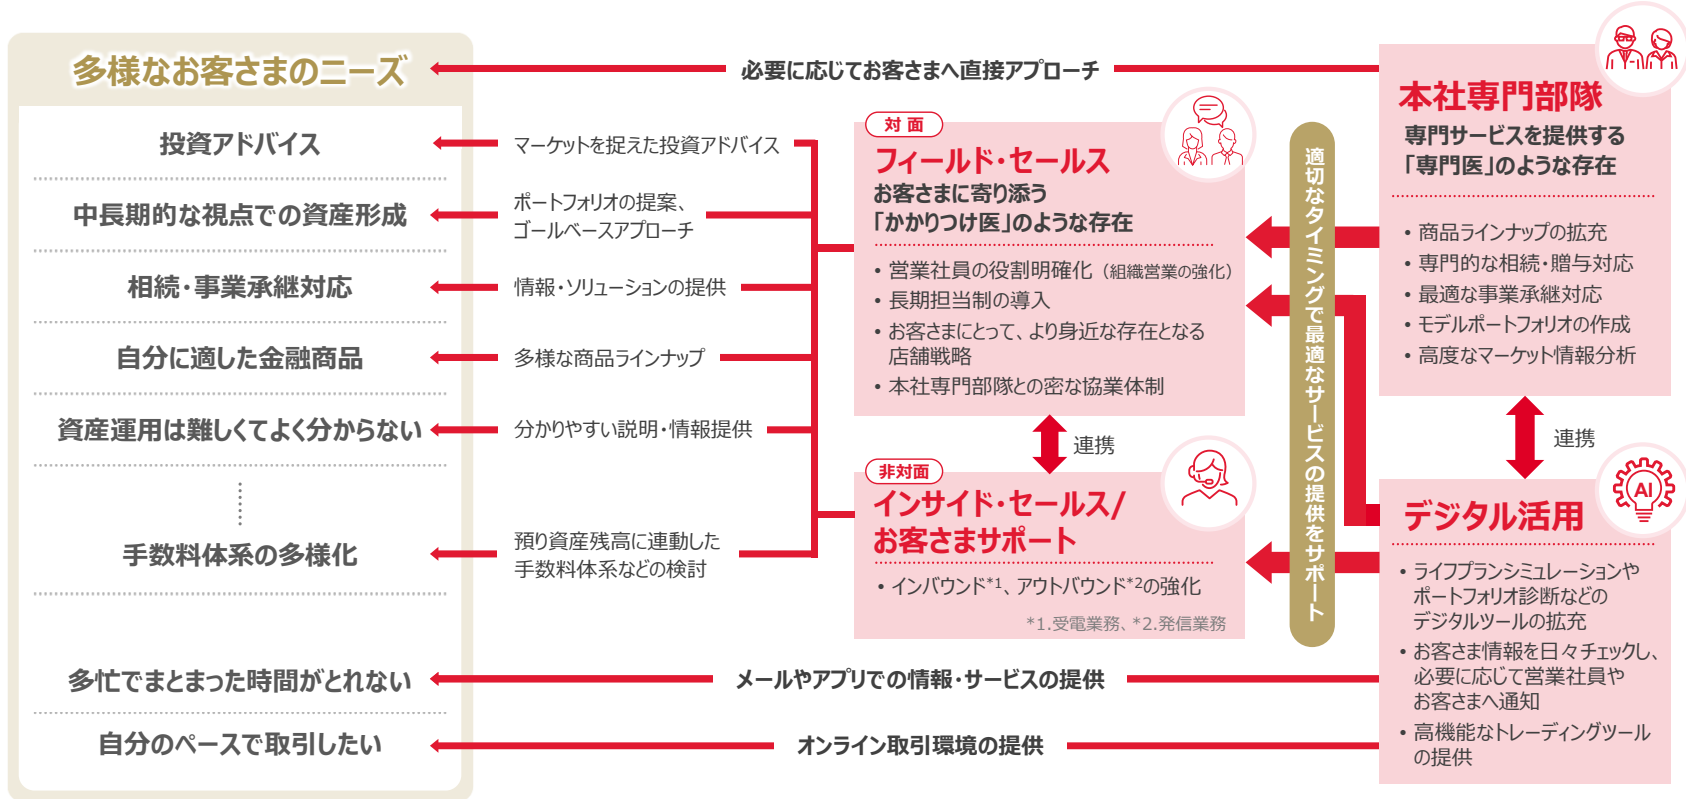 多様なお客さまのニーズ
投資アドバイス
中長期的な視点での資産形成
相続・事業承継対応
自分に適した金融商品
資産運用は難しくてよく分からない
手数料体系の多様化
多忙でまとまった時間がとれない
自分のペースで取引したい
必要に応じてお客さまへ直接アプローチ
マーケットを捉えた投資アドバイス
ポートフォリオの提案、
ゴールベースアプローチ
情報・ソリューションの提供
多様な商品ラインナップ
分かりやすい説明・情報提供
預り資産残高に連動した
手数料体系などの検討
メールやアプリでの情報・サービスの提供
オンライン取引環境の提供
対 面
フィールド・セールス
お客さまに寄り添う
「かかりつけ医」のような存在
・営業社員の役割明確化（組織営業の強化）
・長期担当制の導入
・お客さまにとって、より身近な存在となる
店舗戦略
・本社専門部隊との密な協業体制
連携
非対面
インサイド・セールス/
お客さまサポート
・インバウンド*1、アウトバウンド*2の強化
*1.受電業務、*2.発信業務
適切なタイミングで最適なサービスの提供をサポート
本社専門部隊
専門サービスを提供する
「専門医」のような存在
・商品ラインナップの拡充
・専門的な相続・贈与対応
・最適な事業承継対応
・モデルポートフォリオの作成
・高度なマーケット情報分析
連携
AI
デジタル活用
・ライフプランシミュレーションや
ポートフォリオ診断などの
デジタルツールの拡充
・お客さま情報を日々チェックし、
必要に応じて営業社員や
お客さまへ通知
・高機能なトレーディングツール
の提供